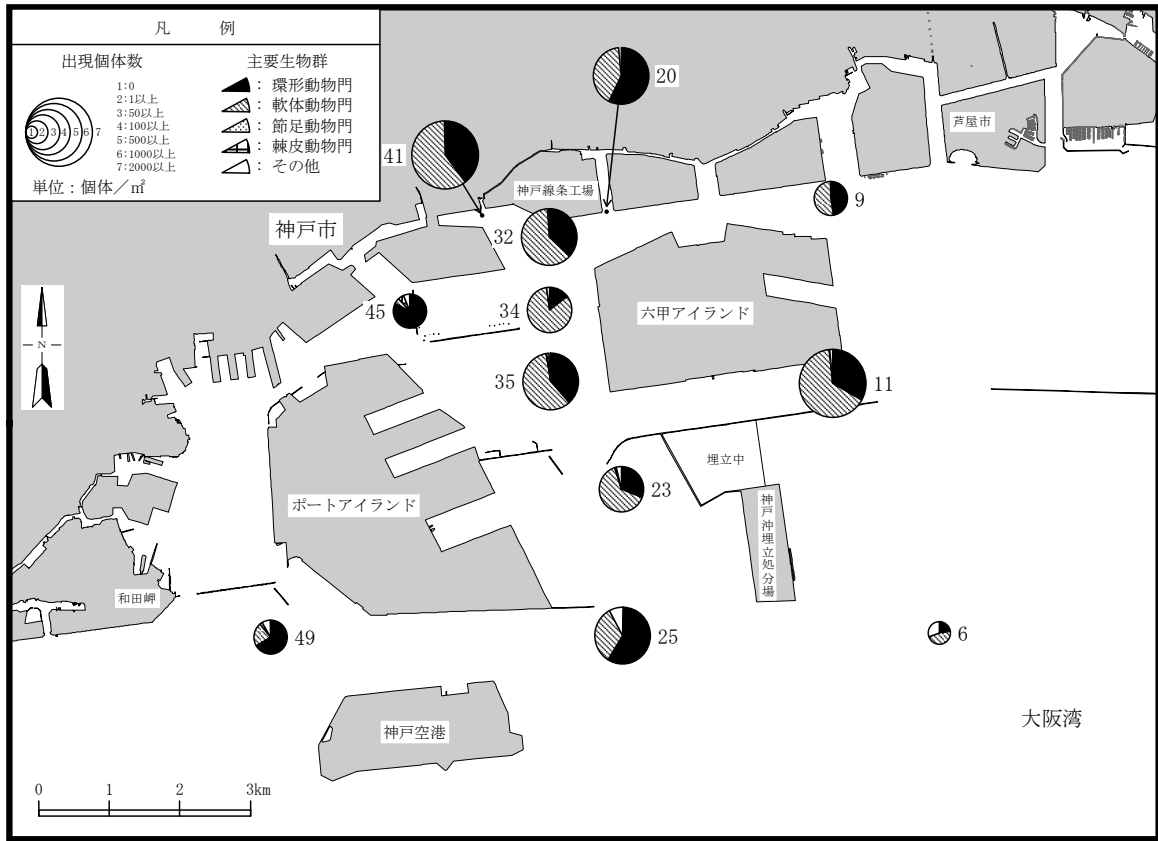 凡 例
出現個体数
1:0
2:1以上
3:50以上
4:100以上
5:500以上
6:1000以上
7:2000以上
1 2 3 4 5 6 7
単位：個体／㎡
主要生物群
： 環形動物門
： 軟体動物門
： 節足動物門
： 棘皮動物門
： その他
20
41
神戸線条工場
芦屋市
9
神戸市
32
45
34
六甲アイランド
N
35
11
埋立中
23
ポートアイランド
神戸沖埋立処分場
和田岬
49
25
6
大阪湾
神戸空港
0 1 2 3km